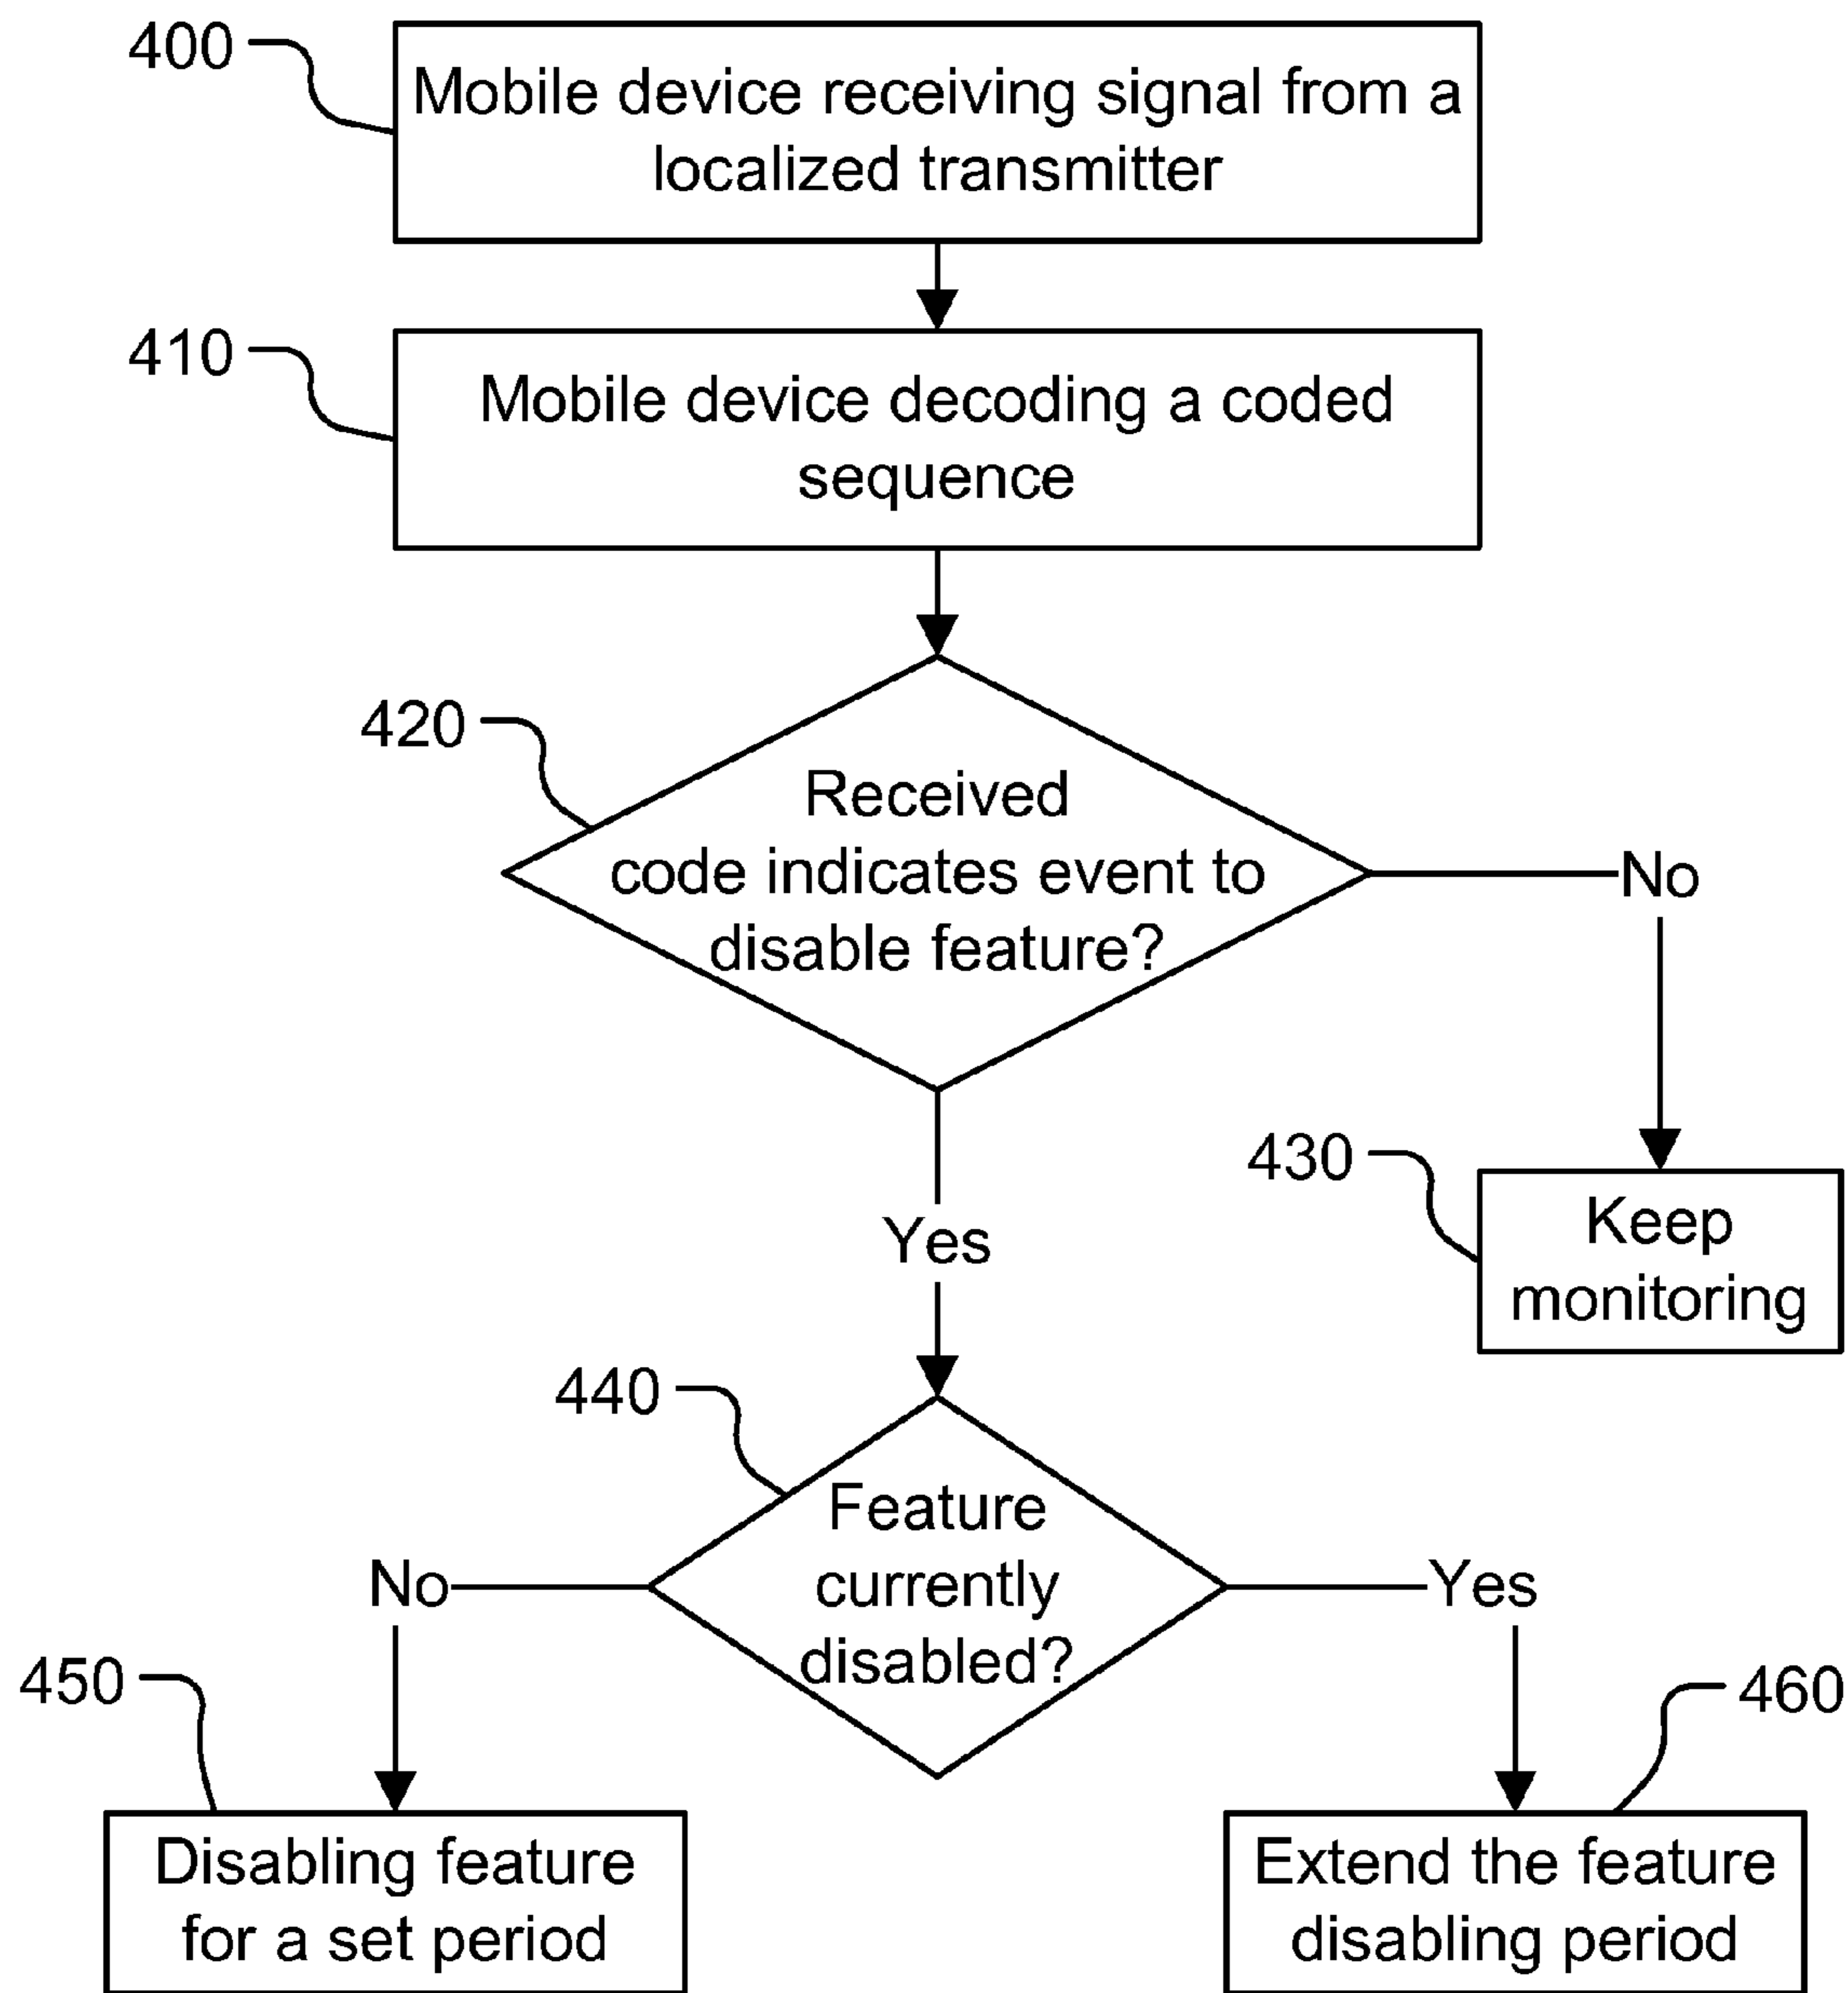 400
Mobile device receiving signal from a
localized transmitter
410
Mobile device decoding a coded
sequence
420
Received
code indicates event to
disable feature?
No
430
Keep
monitoring
Yes
440
Feature
currently
disabled?
No
Yes
450
460
Disabling feature
for a set period
Extend the feature
disabling period